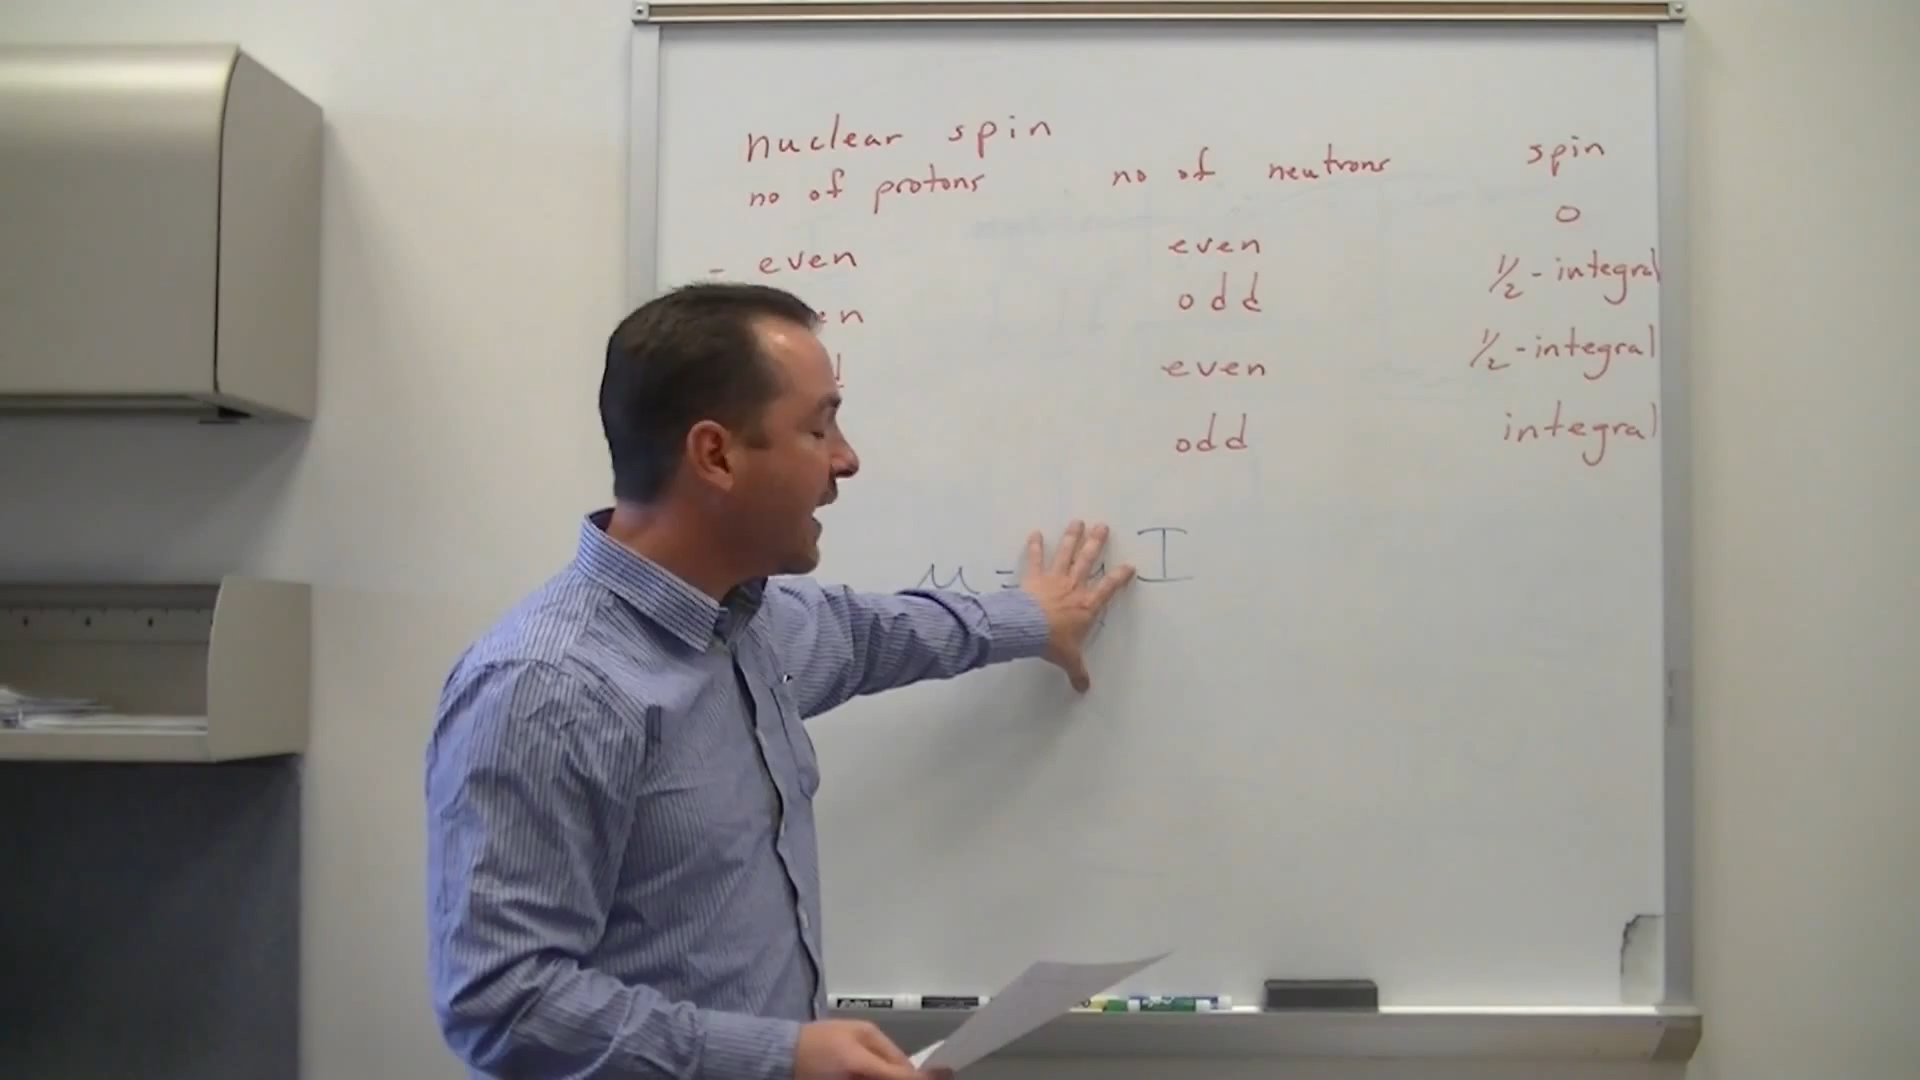 nuclear spin
no of protons no of neutrons spin
0
- even even
odd ½-integral
even ½-integral
odd integral
μ = I